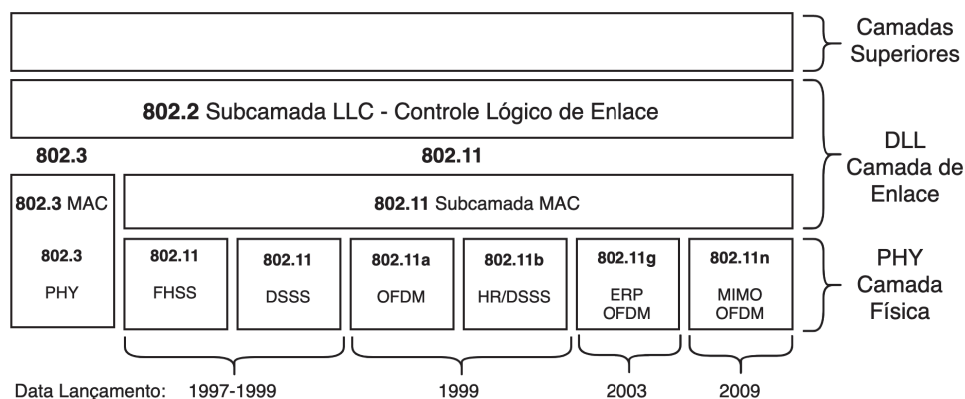 Camadas
Superiores
802.2 Subcamada LLC - Controle Lógico de Enlace
DLL
Camada de
Enlace
802.3
802.11
802.3 MAC
802.11 Subcamada MAC
802.3
PHY
802.11
FHSS
802.11
DSSS
802.11a
OFDM
802.11b
HR/DSSS
802.11g
ERP
OFDM
802.11n
MIMO
OFDM
PHY
Camada
Física
Data Lançamento:
1997-1999
1999
2003
2009